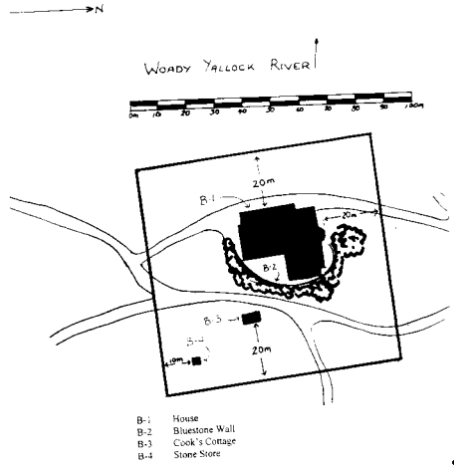 N
WOADY YALLOCK RIVER
0m 10 20 30 40 50 60 70 80 90 100m
20m
B-1
20m
B-2
B-3
B-4
10m
20m
B-1 House
B-2 Bluestone Wall
B-3 Cook's Cottage
B-4 Stone Store